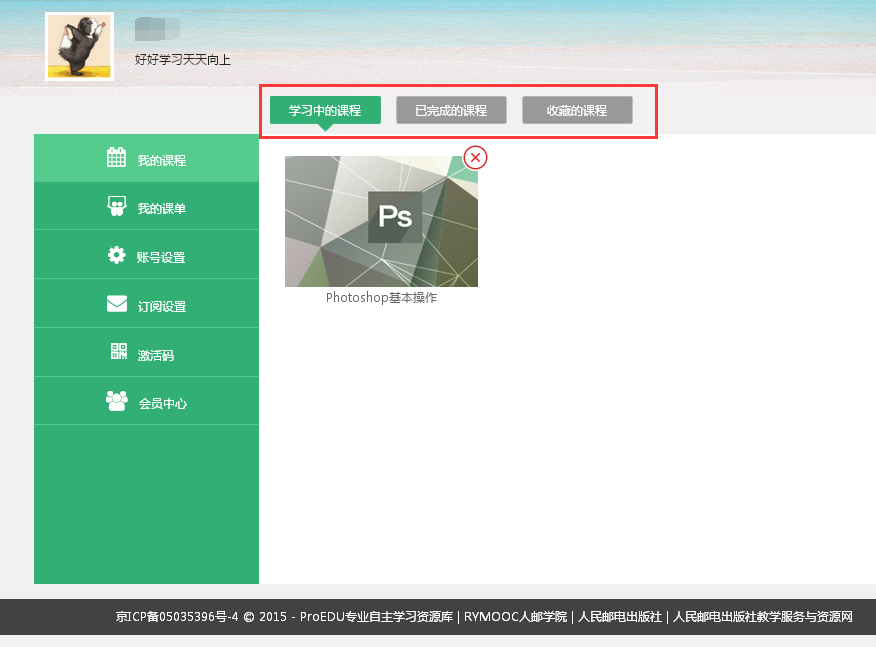 好好学习天天向上
学习中的课程 已完成的课程 收藏的课程
我的课程
我的课单
账号设置
订阅设置
激活码
会员中心
Ps
Photoshop基本操作
京ICP备05035396号-4 © 2015 - ProEDU专业自主学习资源库 | RYMOOC人邮学院 | 人民邮电出版社 | 人民邮电出版社教学服务与资源网